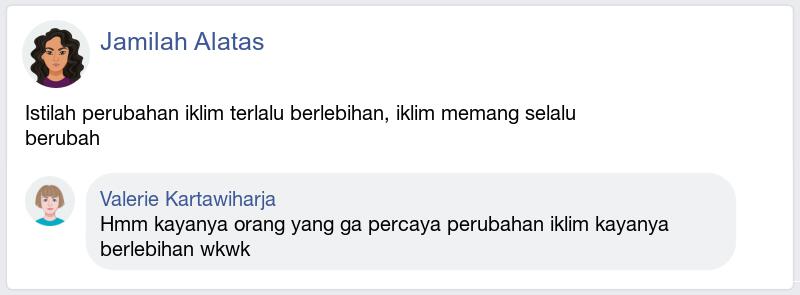 Jamilah Alatas
Istilah perubahan iklim terlalu berlebihan, iklim memang selalu
berubah
Valerie Kartawiharja
Hmm kayanya orang yang ga percaya perubahan iklim kayanya
berlebihan wkwk